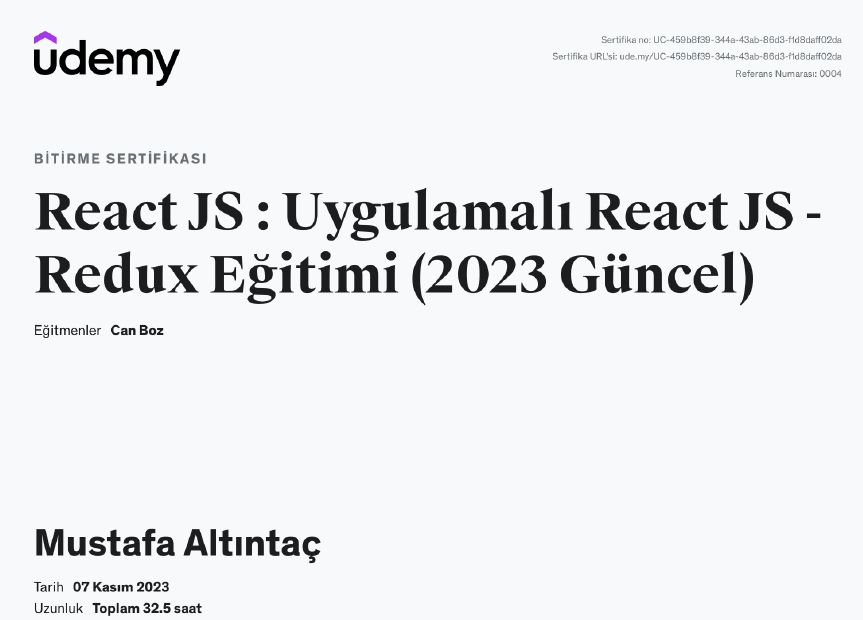 udemy
Sertifika no: UC-459b8f39-344a-43ab-86d3-f1d8daff02da
Sertifika URL'si: ude.my/UC-459b8f39-344a-43ab-86d3-f1d8daff02da
Referans Numarası: 0004
BİTİRME SERTİFİKASI
React JS : Uygulamalı React JS -
Redux Eğitimi (2023 Güncel)
Eğitmenler Can Boz
Mustafa Altıntaç
Tarih 07 Kasım 2023
Uzunluk Toplam 32.5 saat